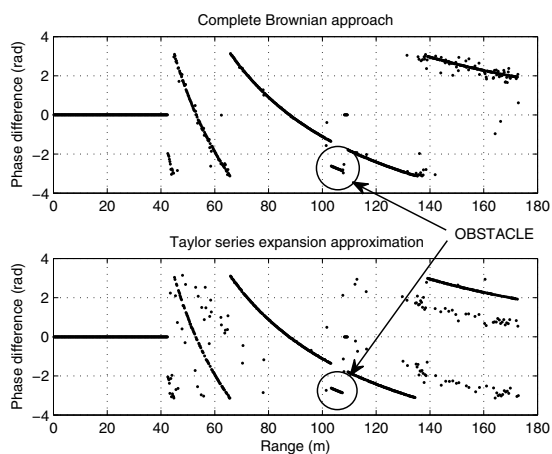 Complete Brownian approach
Phase difference (rad)
4
2
0
−2
−4
0 20 40 60 80 100 120 140 160 180
OBSTACLE
Taylor series expansion approximation
Phase difference (rad)
4
2
0
−2
−4
0 20 40 60 80 100 120 140 160 180
Range (m)